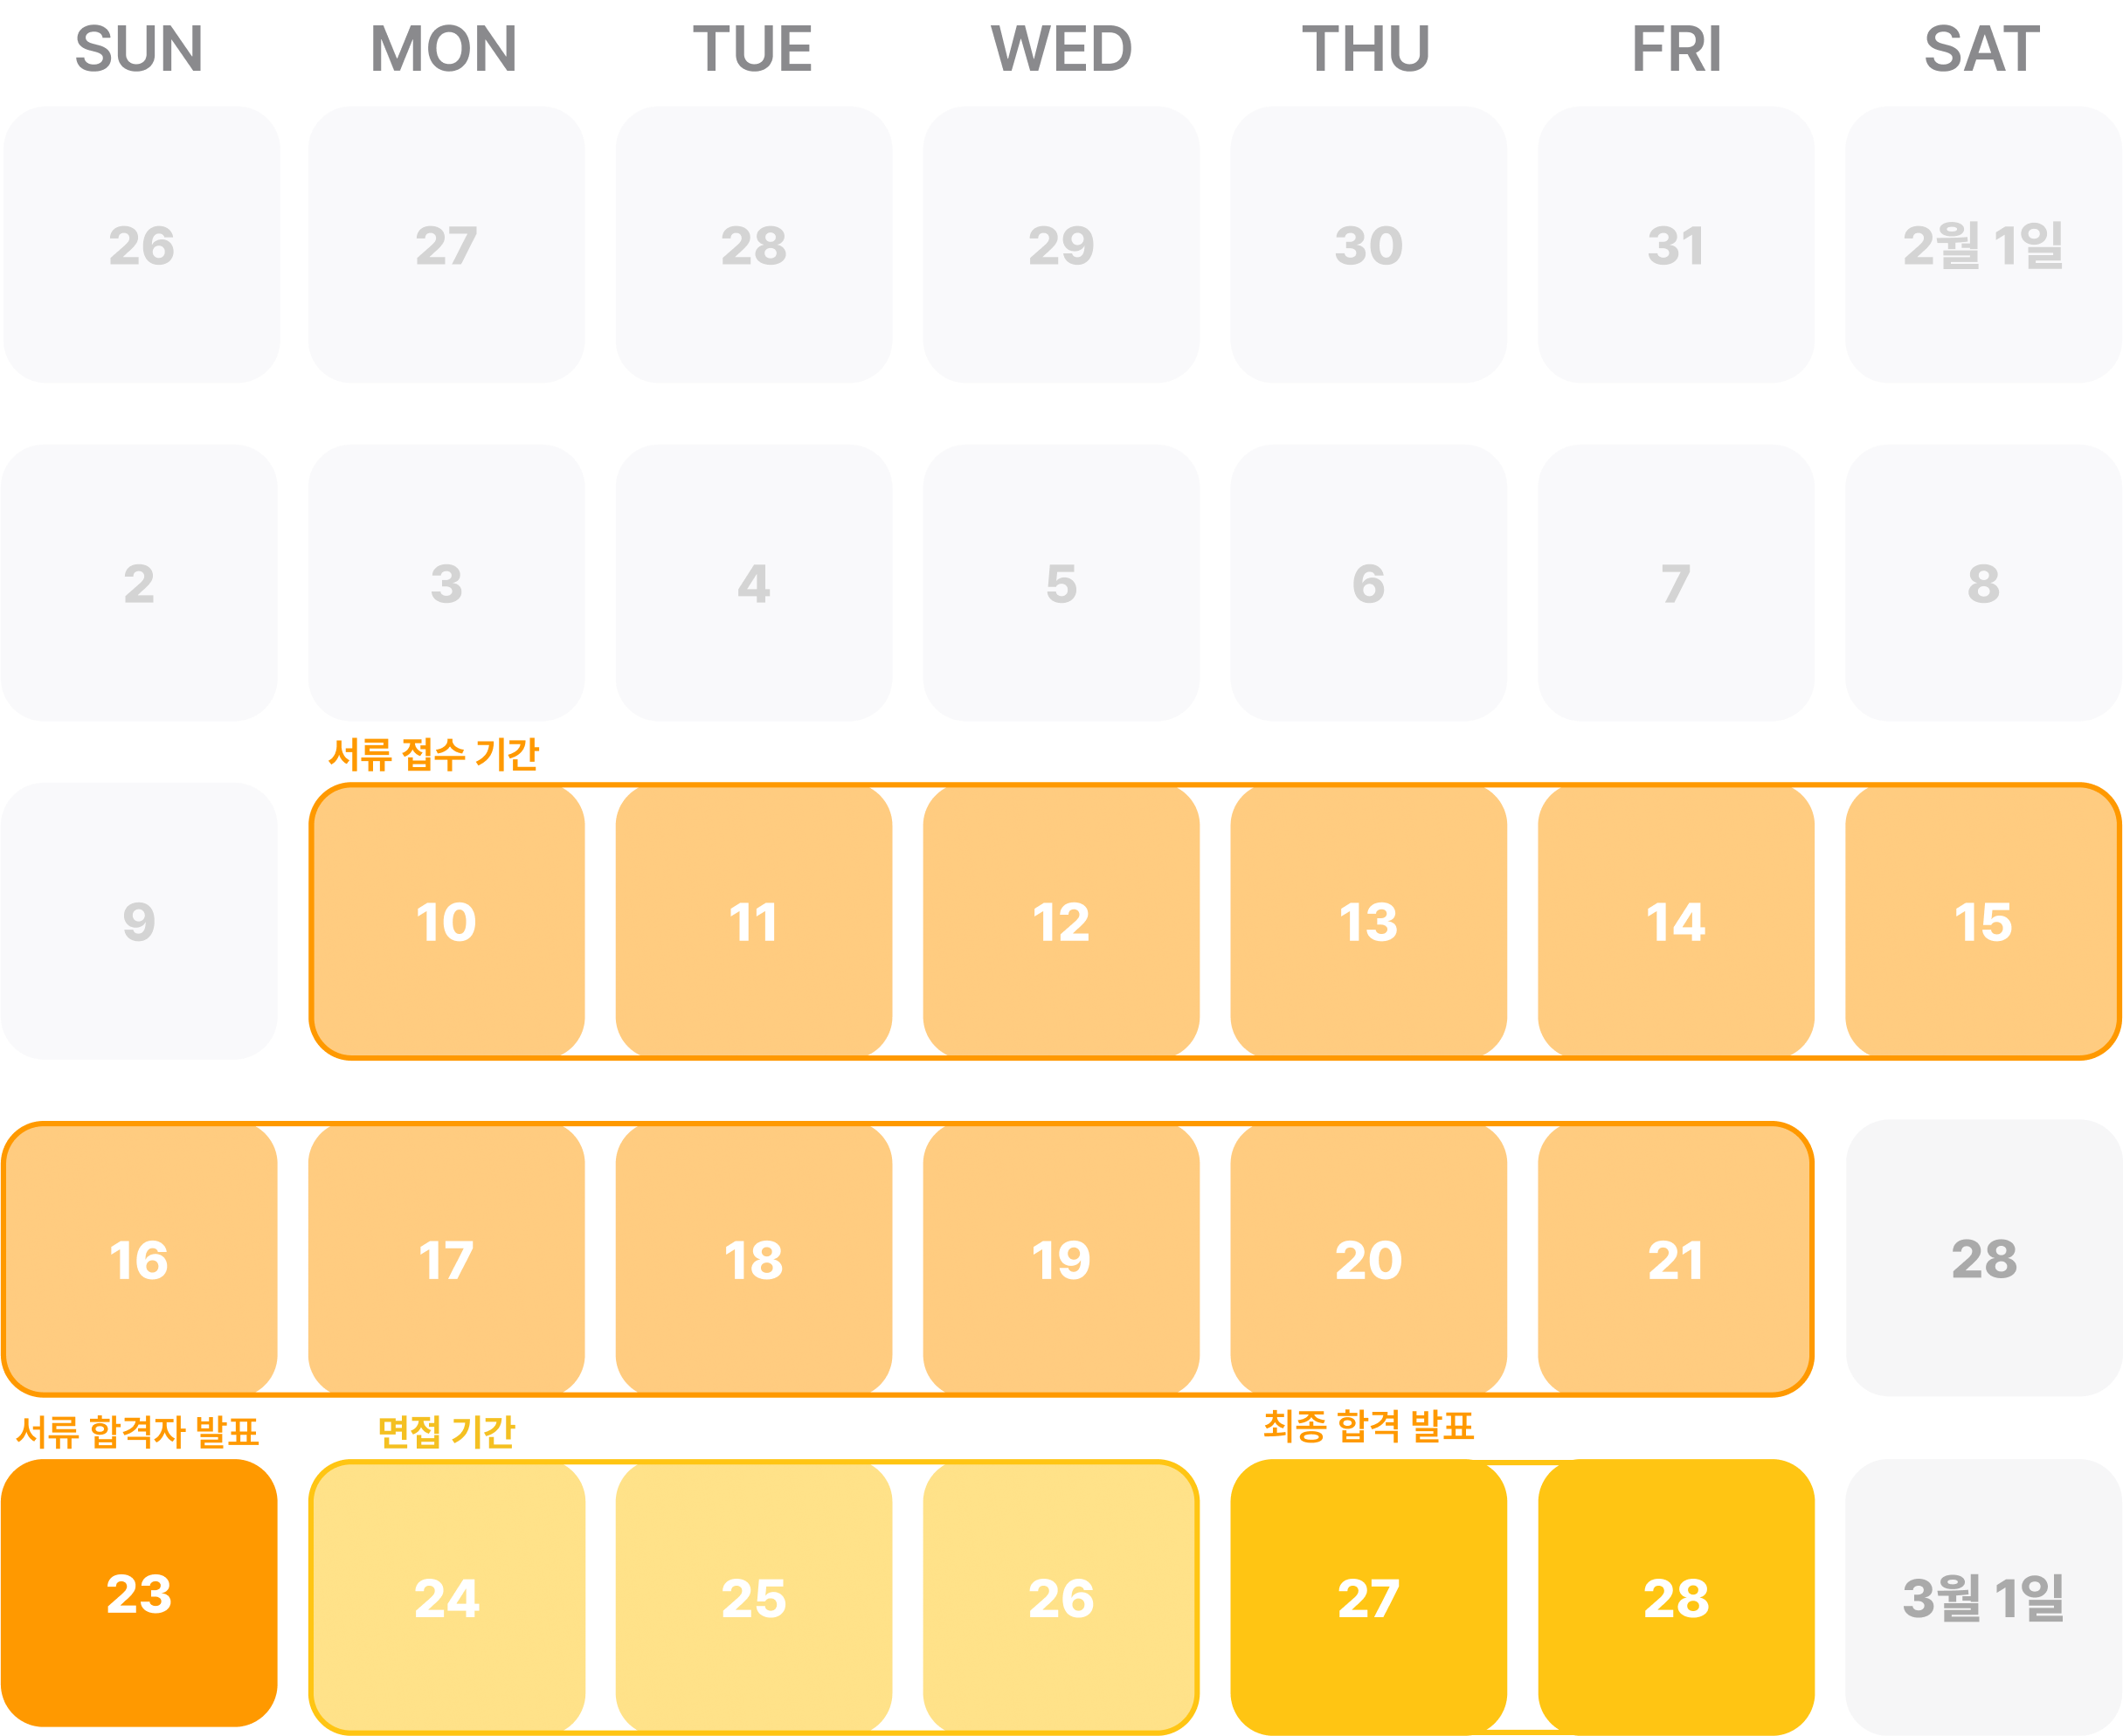 SUN MON TUE WED THU FRI SAT
26 27 28 29 30 31 2월 1일
2 3 4 5 6 7 8
서류 접수 기간
9 10 11 12 13 14 15
16 17 18 19 20 21 28
서류 합격자 발표 면접 기간 최종 합격 발표
23 24 25 26 27 28 3월 1일